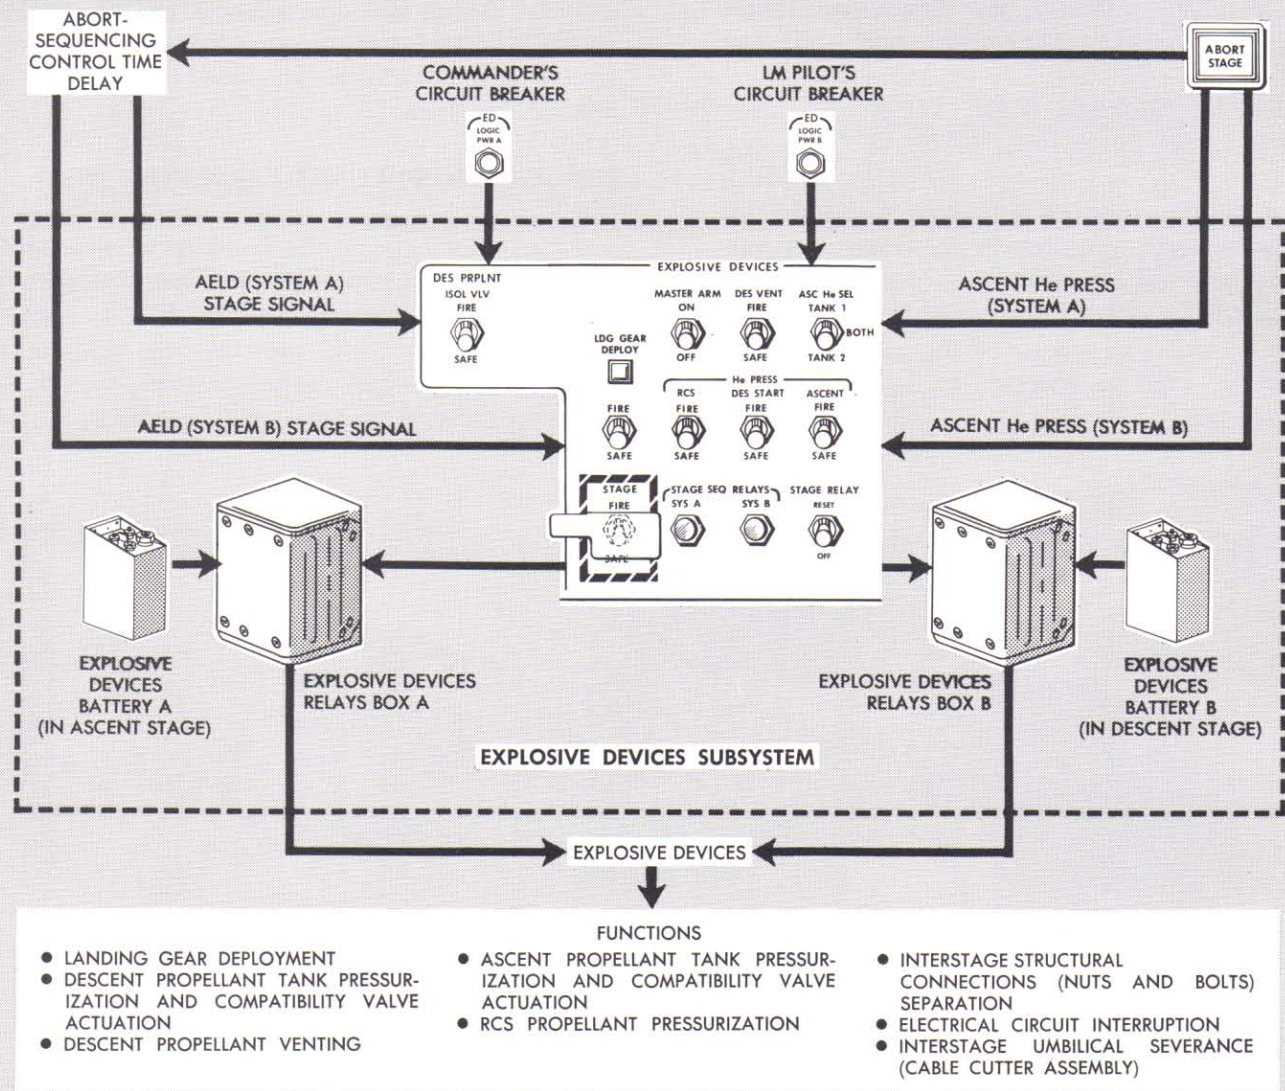 ABORT-
SEQUENCING
CONTROL TIME
DELAY
ABORT
STAGE
COMMANDER'S
CIRCUIT BREAKER
ED
LOGIC
PWR A
LM PILOT'S
CIRCUIT BREAKER
ED
LOGIC
PWR B
AELD (SYSTEM A)
STAGE SIGNAL
AELD (SYSTEM B) STAGE SIGNAL
ASCENT He PRESS
(SYSTEM A)
ASCENT He PRESS (SYSTEM B)
EXPLOSIVE DEVICES
DES PRPLNT
ISOL VLV
FIRE
SAFE
MASTER ARM
ON
OFF
DES VENT
FIRE
SAFE
ASC He SEL
TANK 1
BOTH
TANK 2
LDG GEAR
DEPLOY
FIRE
SAFE
He PRESS
RCS
FIRE
SAFE
DES START
FIRE
SAFE
ASCENT
FIRE
SAFE
STAGE
FIRE
SAFE
STAGE SEQ RELAYS
SYS A
SYS B
STAGE RELAY
RESET
OFF
EXPLOSIVE
DEVICES
BATTERY A
(IN ASCENT STAGE)
EXPLOSIVE DEVICES
RELAYS BOX A
EXPLOSIVE DEVICES
RELAYS BOX B
EXPLOSIVE
DEVICES
BATTERY B
(IN DESCENT STAGE)
EXPLOSIVE DEVICES SUBSYSTEM
EXPLOSIVE DEVICES
FUNCTIONS
● LANDING GEAR DEPLOYMENT
● DESCENT PROPELLANT TANK PRESSUR-
IZATION AND COMPATIBILITY VALVE
ACTUATION
● DESCENT PROPELLANT VENTING
● ASCENT PROPELLANT TANK PRESSUR-
IZATION AND COMPATIBILITY VALVE
ACTUATION
● RCS PROPELLANT PRESSURIZATION
● INTERSTAGE STRUCTURAL
CONNECTIONS (NUTS AND BOLTS)
SEPARATION
● ELECTRICAL CIRCUIT INTERRUPTION
● INTERSTAGE UMBILICAL SEVERANCE
(CABLE CUTTER ASSEMBLY)